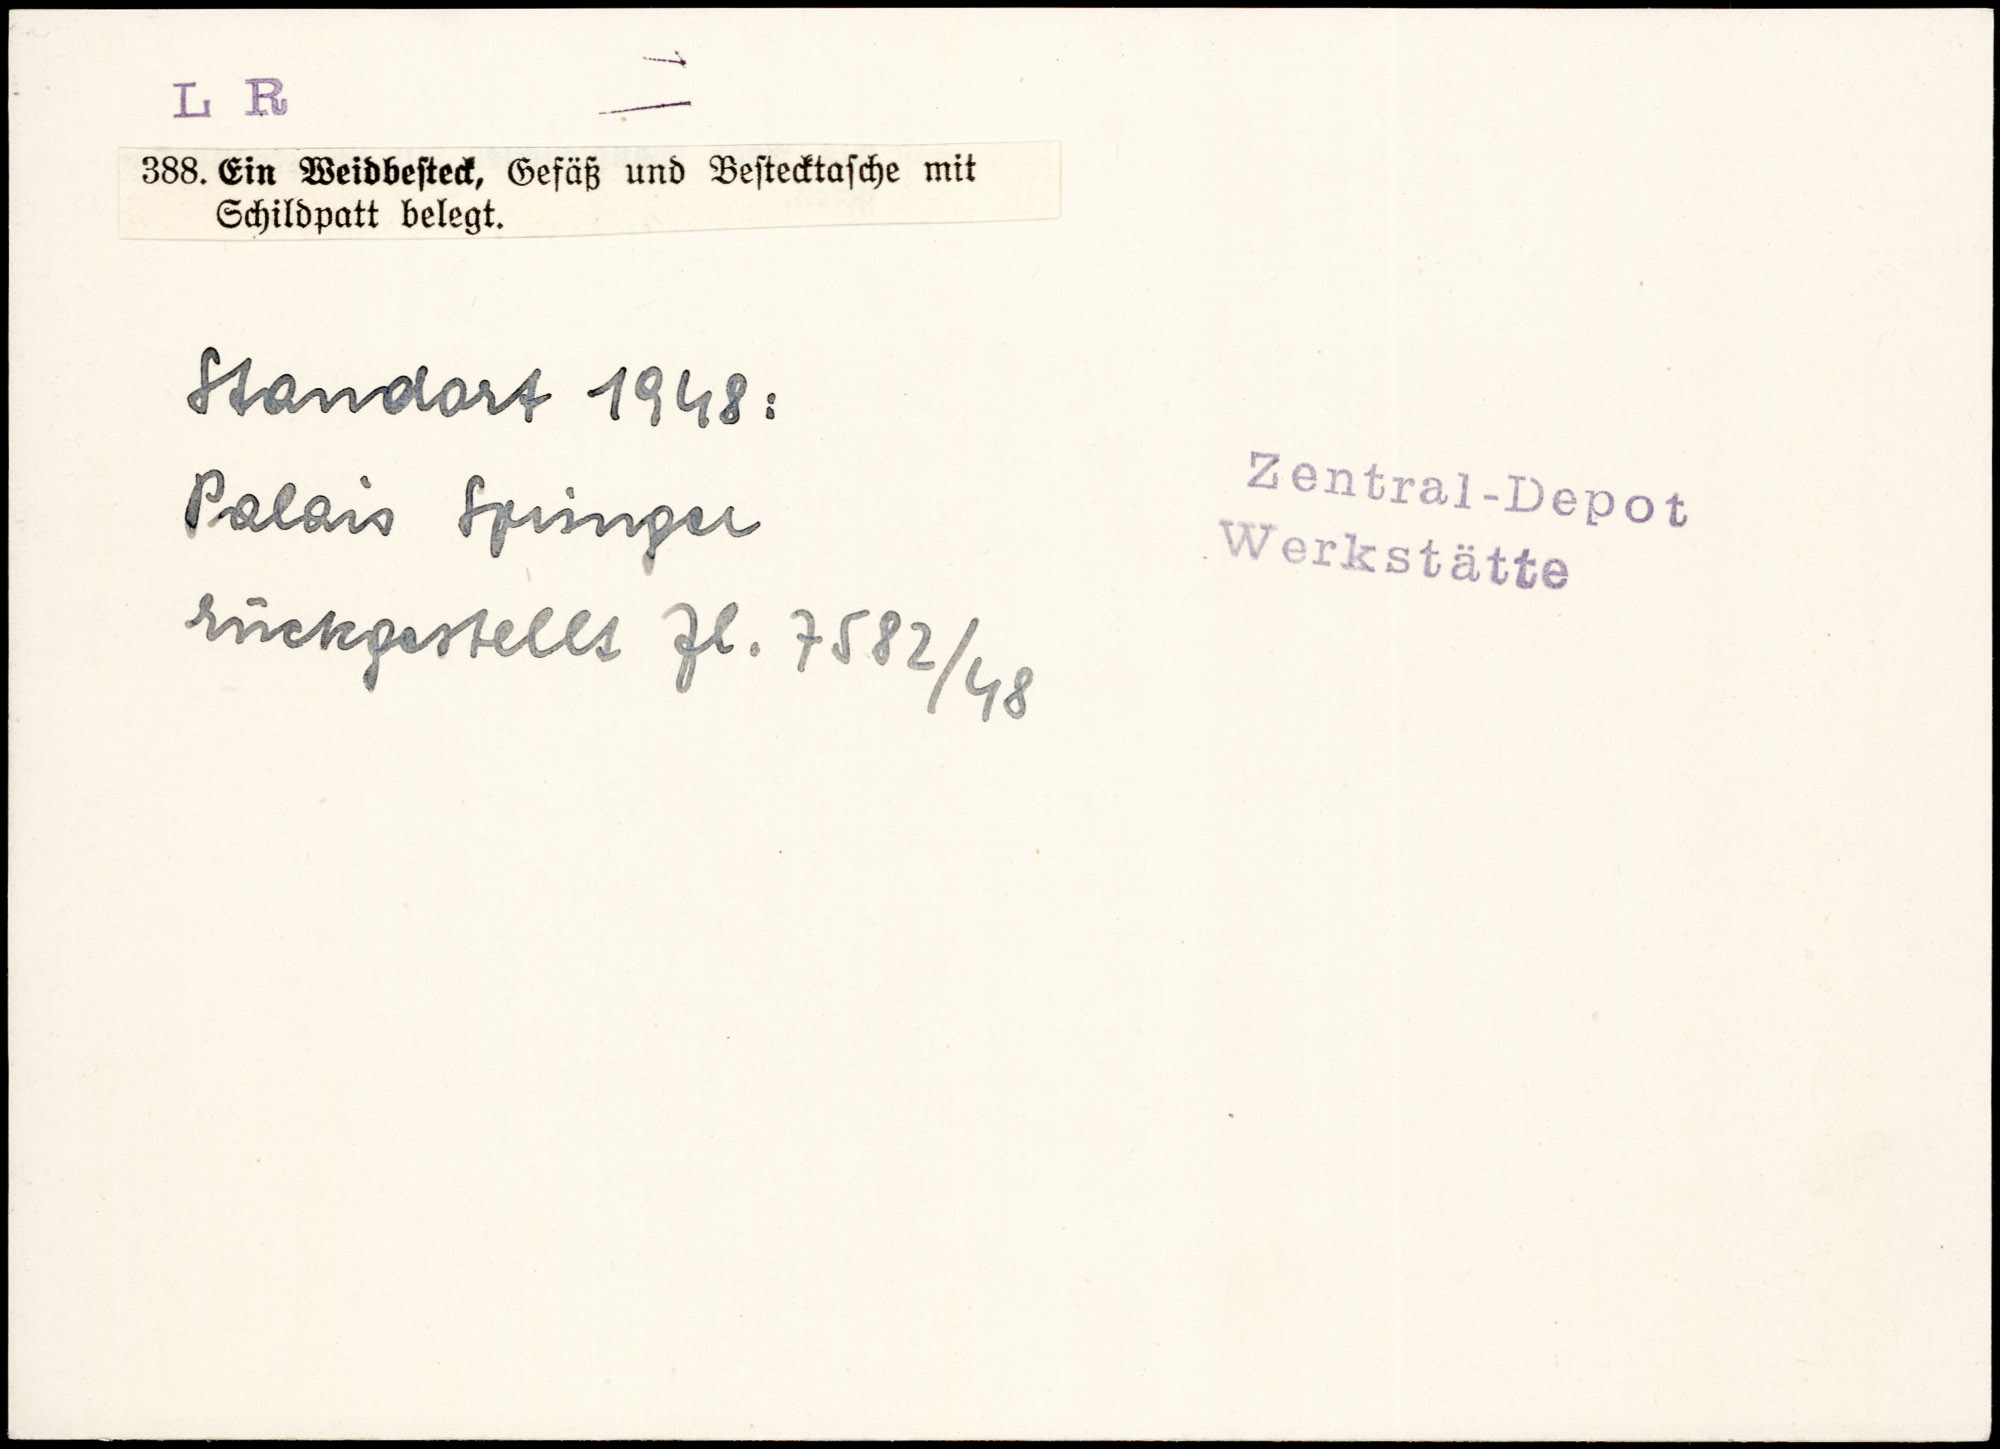 L R
388. Ein Weidbesteck, Gefäß und Bestecktasche mit
Schildpatt belegt.
Standort 1948:
Palais Springer
Zentral-Depot
Werkstätte
rückgestellt Zl. 7582/48